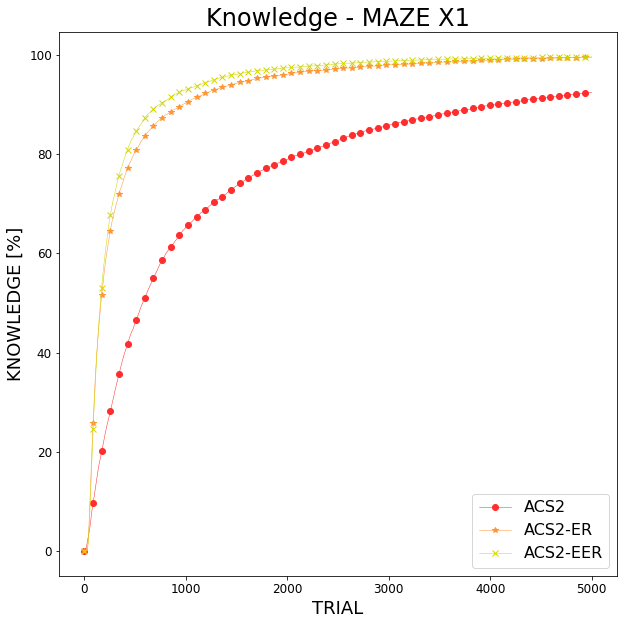 Knowledge - MAZE X1
KNOWLEDGE [%]
100
80
60
40
20
0
0 1000 2000 3000 4000 5000
TRIAL
ACS2
ACS2-ER
ACS2-EER